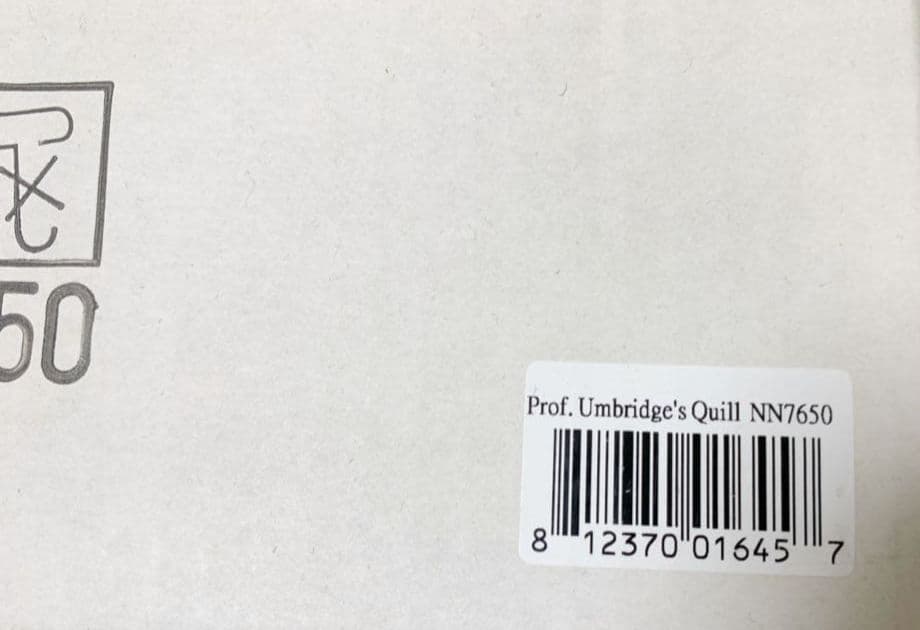 50
Prof. Umbridge's Quill NN7650
8 12370 01645 7